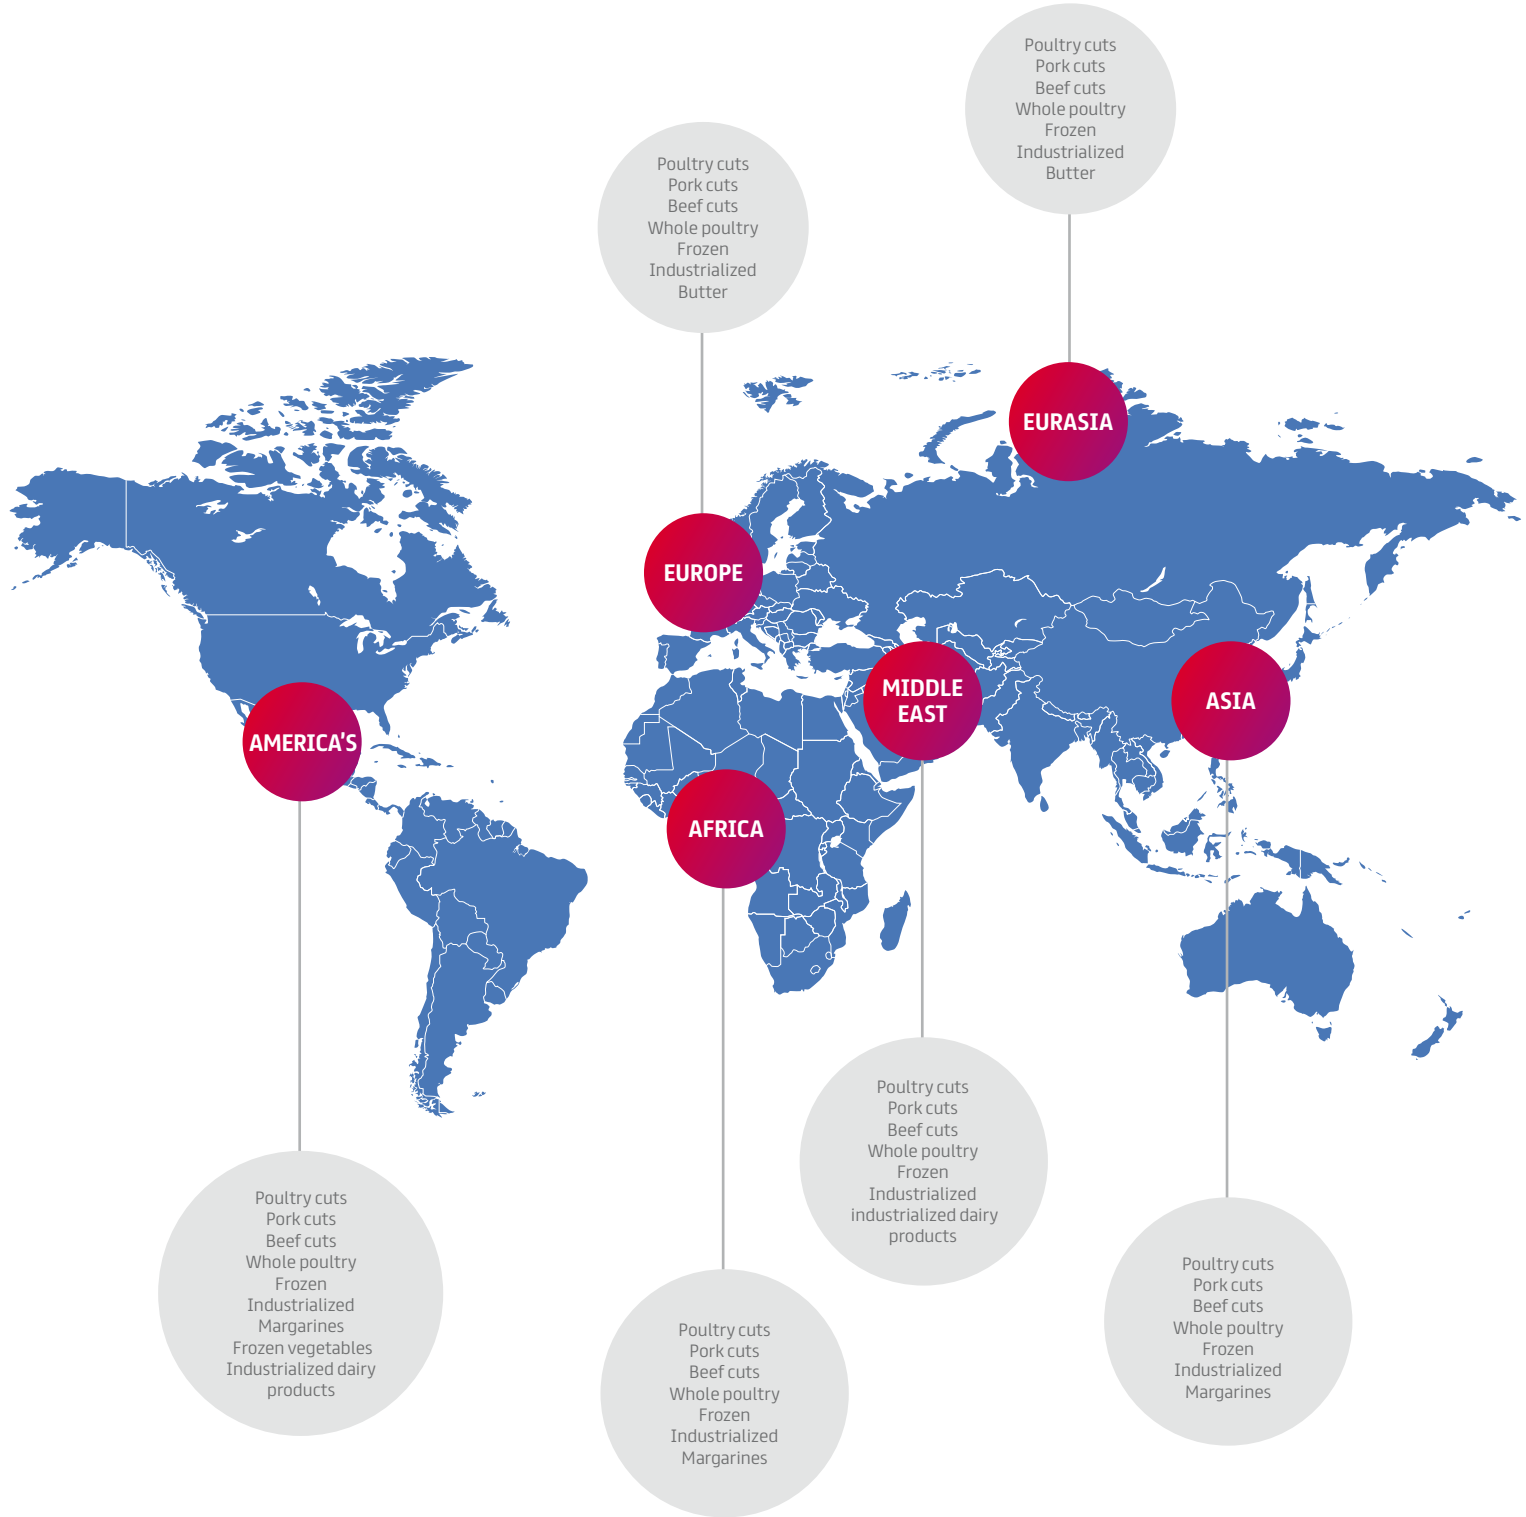 Poultry cuts
Pork cuts
Beef cuts
Whole poultry
Frozen
Industrialized
Butter
Poultry cuts
Pork cuts
Beef cuts
Whole poultry
Frozen
Industrialized
Butter
EURASIA
EUROPE
MIDDLE
EAST
ASIA
AMERICA'S
AFRICA
Poultry cuts
Pork cuts
Beef cuts
Whole poultry
Frozen
Industrialized
industrialized dairy
products
Poultry cuts
Pork cuts
Beef cuts
Whole poultry
Frozen
Industrialized
Margarines
Frozen vegetables
Industrialized dairy
products
Poultry cuts
Pork cuts
Beef cuts
Whole poultry
Frozen
Industrialized
Margarines
Poultry cuts
Pork cuts
Beef cuts
Whole poultry
Frozen
Industrialized
Margarines